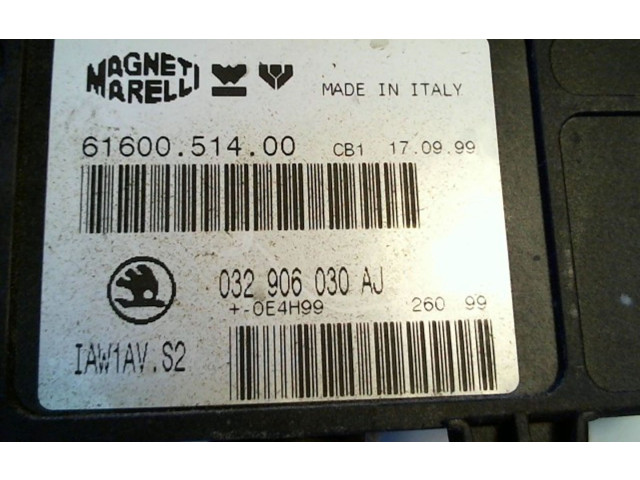 MAGNETI
MARELLI
MADE IN ITALY
61600.514.00 CB1 17.09.99
032 906 030 AJ
+-0E4H99 260 99
IAW1AV.S2